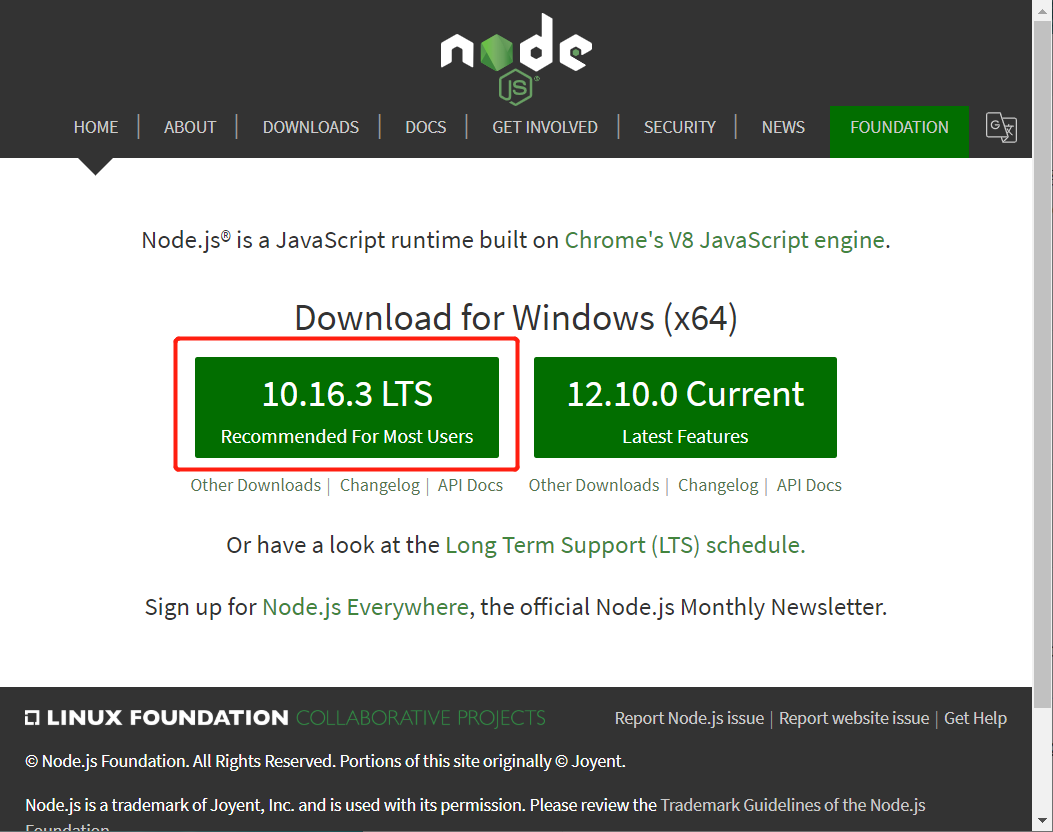 node
JS
HOME | ABOUT | DOWNLOADS | DOCS | GET INVOLVED | SECURITY | NEWS FOUNDATION G
Node.js® is a JavaScript runtime built on Chrome's V8 JavaScript engine.
Download for Windows (x64)
10.16.3 LTS
Recommended For Most Users
12.10.0 Current
Latest Features
Other Downloads | Changelog | API Docs
Other Downloads | Changelog | API Docs
Or have a look at the Long Term Support (LTS) schedule.
Sign up for Node.js Everywhere, the official Node.js Monthly Newsletter.
LINUX FOUNDATION COLLABORATIVE PROJECTS
Report Node.js issue | Report website issue | Get Help
© Node.js Foundation. All Rights Reserved. Portions of this site originally © Joyent.
Node.js is a trademark of Joyent, Inc. and is used with its permission. Please review the Trademark Guidelines of the Node.js
Foundation